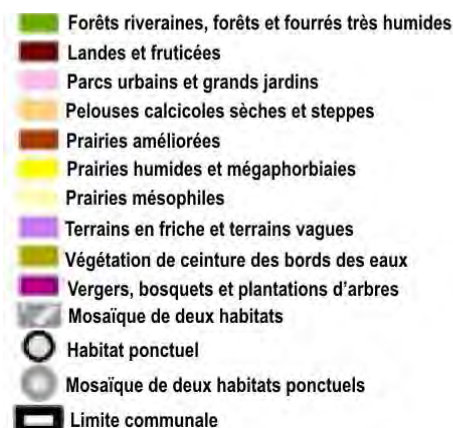 Forêts riveraines, forêts et fourrés très humides
Landes et fruticées
Parcs urbains et grands jardins
Pelouses calcicoles sèches et steppes
Prairies améliorées
Prairies humides et mégaphorbiaies
Prairies mésophiles
Terrains en friche et terrains vagues
Végétation de ceinture des bords des eaux
Vergers, bosquets et plantations d'arbres
Mosaïque de deux habitats
Habitat ponctuel
Mosaïque de deux habitats ponctuels
Limite communale